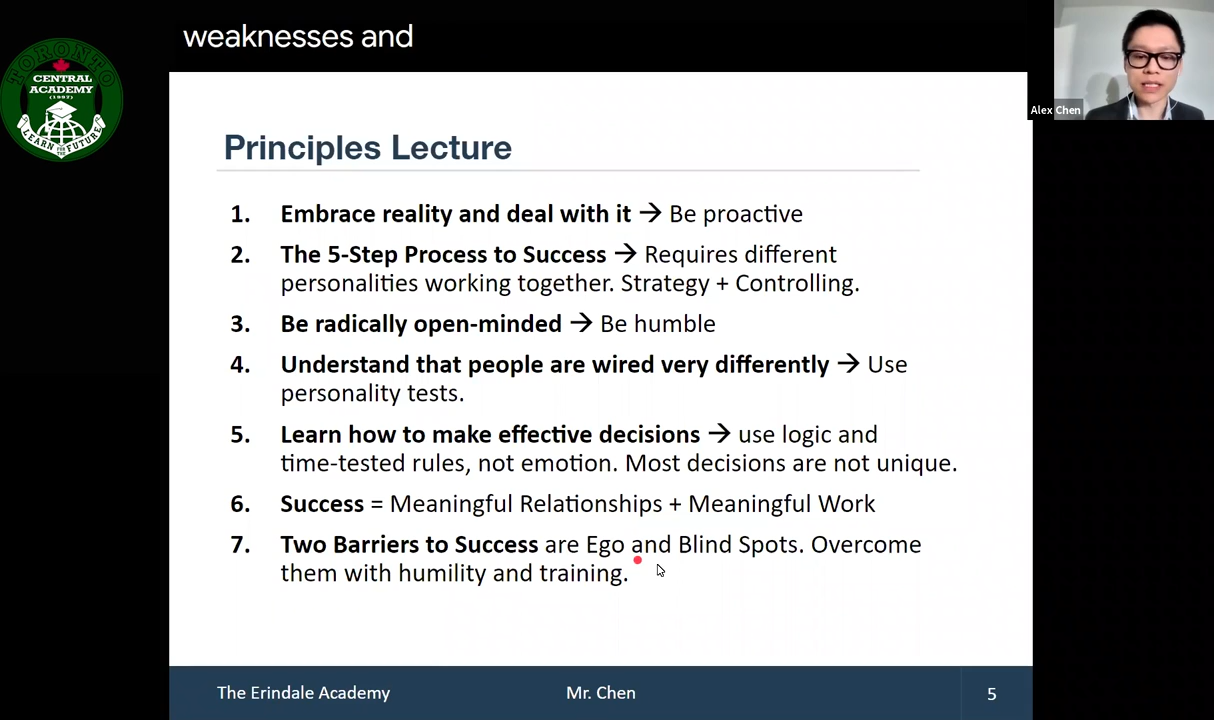 weaknesses and
TORONTO
CENTRAL
ACADEMY
(1997)
LEARN FOR THE FUTURE
Alex Chen
Principles Lecture
1. Embrace reality and deal with it → Be proactive
2. The 5-Step Process to Success → Requires different
personalities working together. Strategy + Controlling.
3. Be radically open-minded → Be humble
4. Understand that people are wired very differently → Use
personality tests.
5. Learn how to make effective decisions → use logic and
time-tested rules, not emotion. Most decisions are not unique.
6. Success = Meaningful Relationships + Meaningful Work
7. Two Barriers to Success are Ego and Blind Spots. Overcome
them with humility and training.
The Erindale Academy
Mr. Chen
5